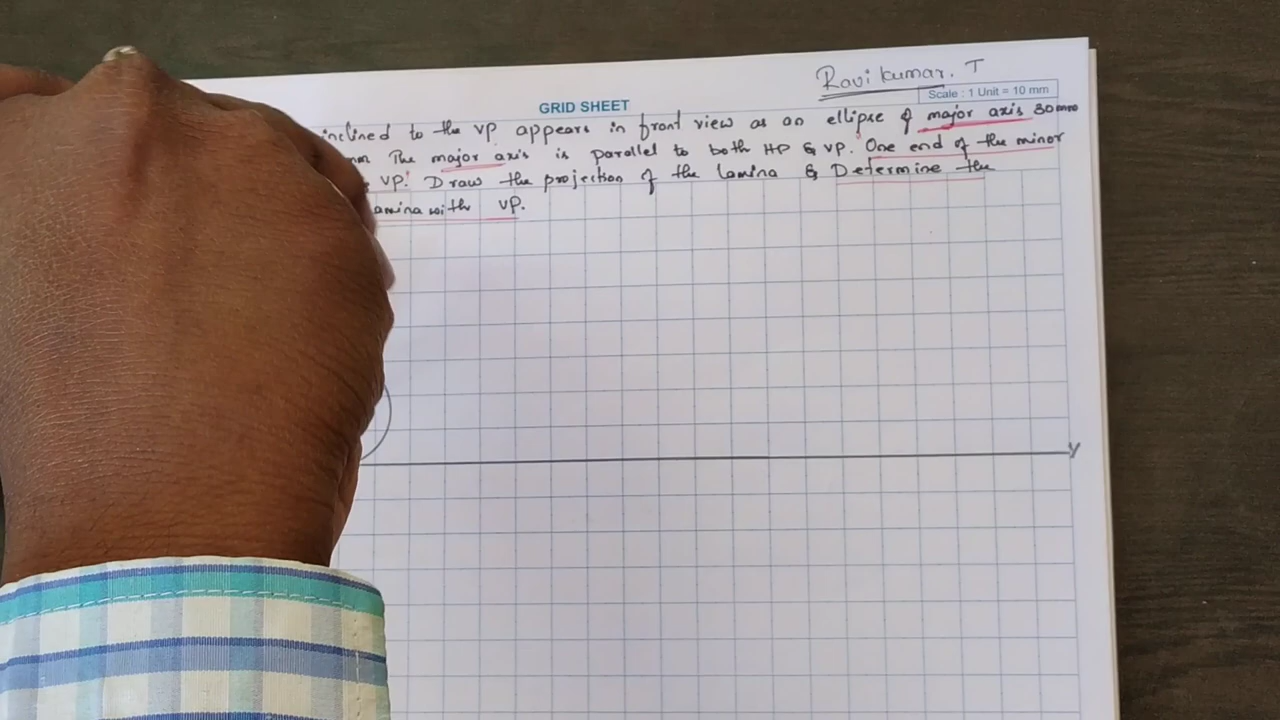 Ravi kumar. T
GRID SHEET
Scale : 1 Unit = 10 mm
inclined to the VP appears in front view as an ellipse of major axis 30mm
The major axis is parallel to both HP & VP. One end of the minor
VP. Draw the projection of the lamina & Determine the
lamina with VP.
Y